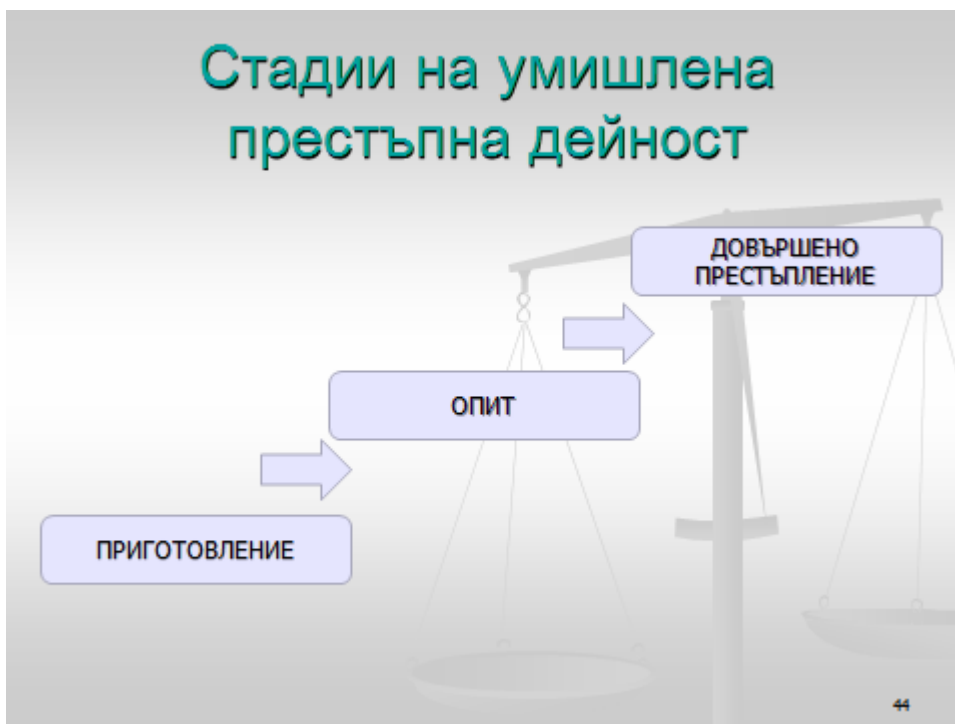 Стадии на умишлена
престъпна дейност
ДОВЪРШЕНО
ПРЕСТЪПЛЕНИЕ
ОПИТ
ПРИГОТОВЛЕНИЕ
44